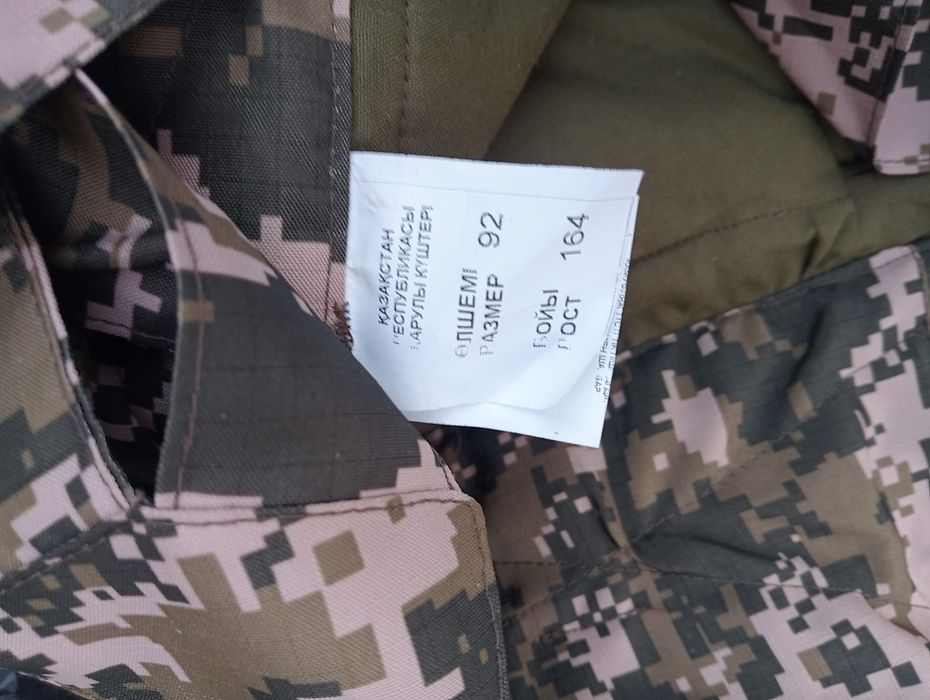 ҚАЗАҚСТАН
РЕСПУБЛИКАСЫ
ҚАРУЛЫ КҮШТЕРІ
ӨЛШЕМІ
РАЗМЕР 92
БОЙЫ
РОСТ 164